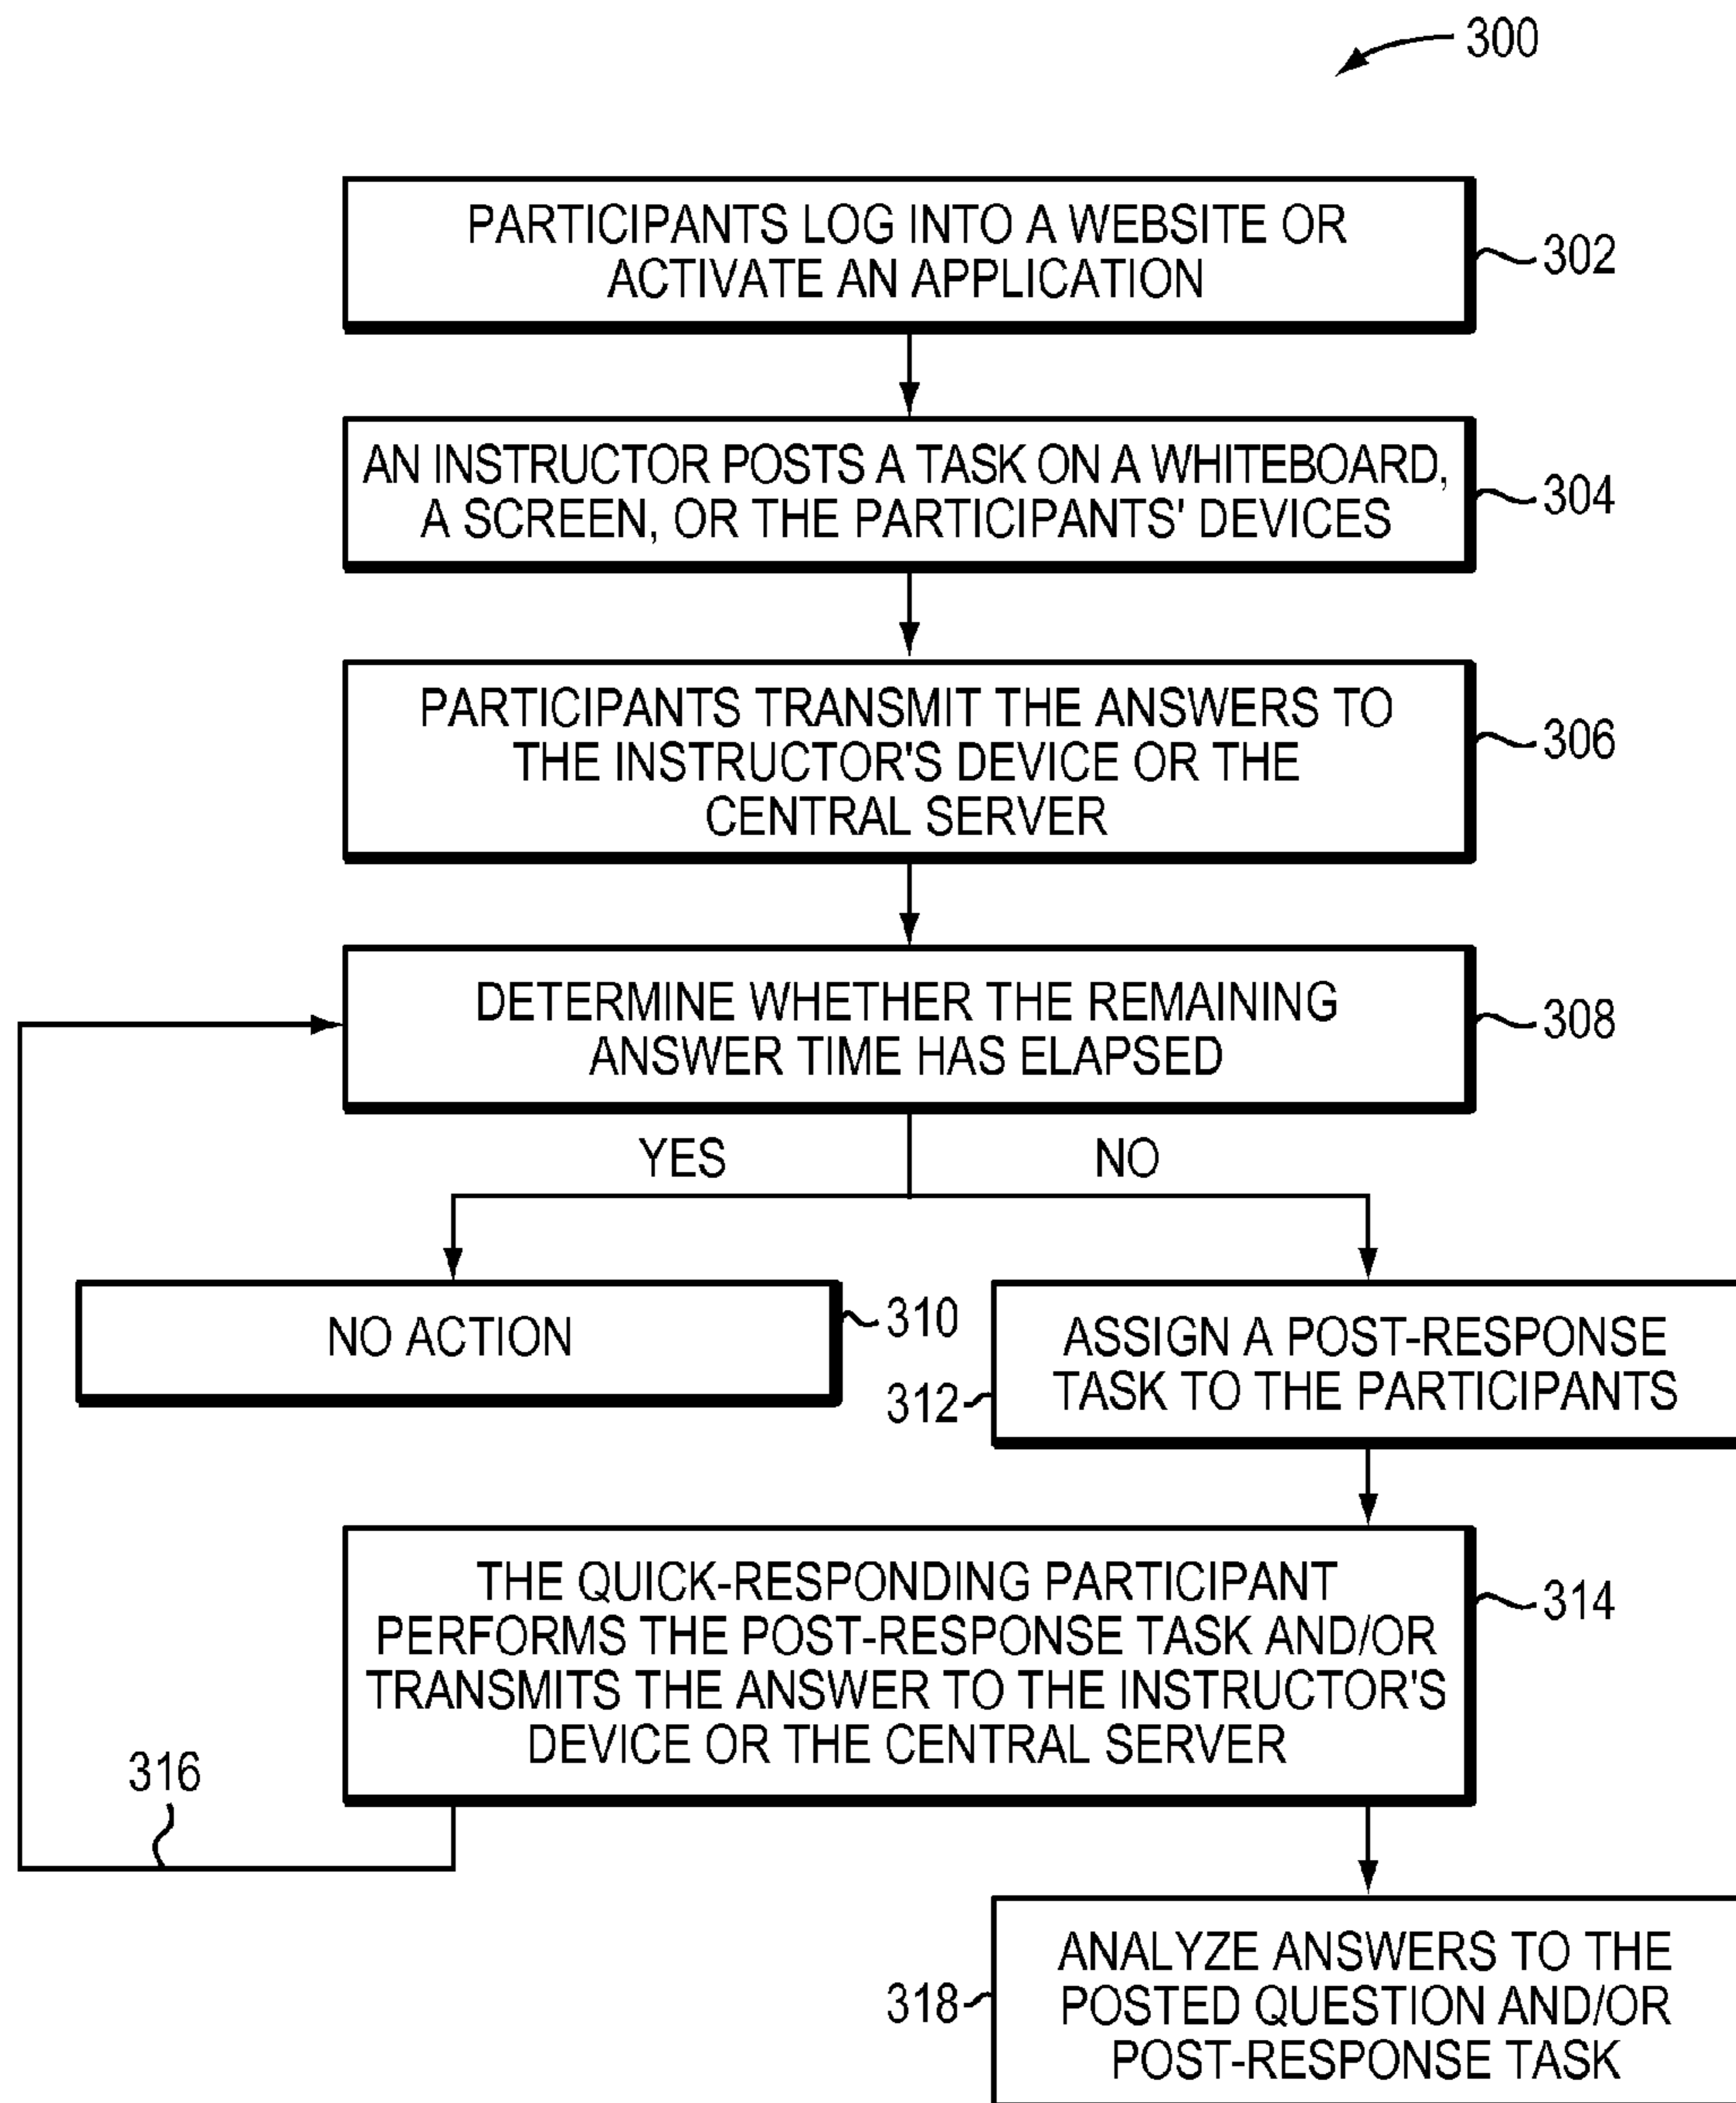 300
PARTICIPANTS LOG INTO A WEBSITE OR
ACTIVATE AN APPLICATION
302
AN INSTRUCTOR POSTS A TASK ON A WHITEBOARD,
A SCREEN, OR THE PARTICIPANTS' DEVICES
304
PARTICIPANTS TRANSMIT THE ANSWERS TO
THE INSTRUCTOR'S DEVICE OR THE
CENTRAL SERVER
306
DETERMINE WHETHER THE REMAINING
ANSWER TIME HAS ELAPSED
308
YES
NO
NO ACTION
310
ASSIGN A POST-RESPONSE
TASK TO THE PARTICIPANTS
312
THE QUICK-RESPONDING PARTICIPANT
PERFORMS THE POST-RESPONSE TASK AND/OR
TRANSMITS THE ANSWER TO THE INSTRUCTOR'S
DEVICE OR THE CENTRAL SERVER
314
316
ANALYZE ANSWERS TO THE
POSTED QUESTION AND/OR
POST-RESPONSE TASK
318